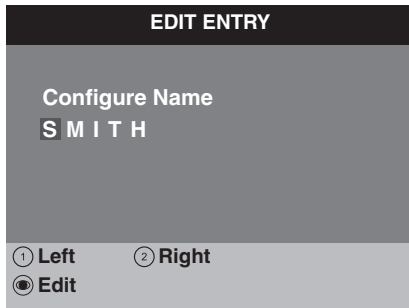 EDIT ENTRY
Configure Name
S M I T H
1 Left 2 Right
Edit